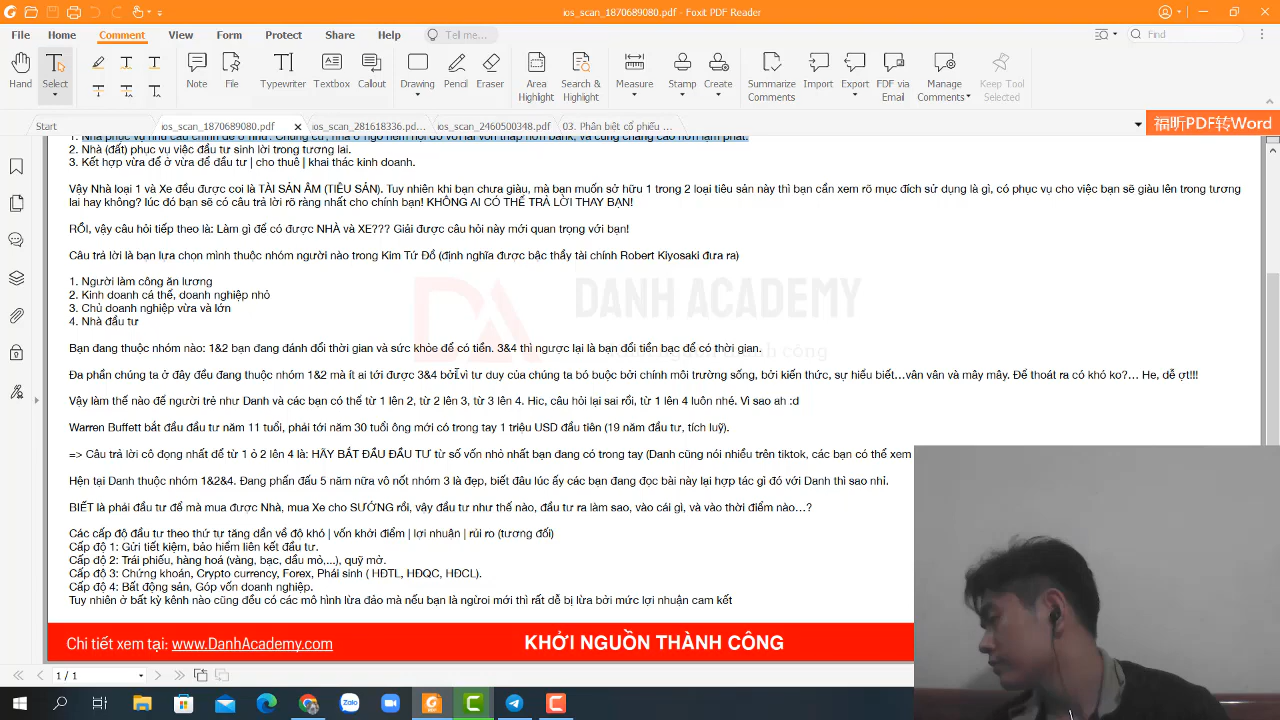 ios_scan_1870689080.pdf - Foxit PDF Reader
File Home Comment View Form Protect Share Help Tell me... Find
Hand Select Note File Typewriter Textbox Callout Drawing Pencil Eraser Area Highlight Search & Highlight Measure Stamp Create Summarize Comments Import Export PDF via Email Manage Comments Keep Tool Selected
Start ios_scan_1870689080.pdf ios_scan_281618336.pd... ios_scan_2460500348.pdf 03. Phân biệt cổ phiếu ... 福昕PDF转Word
2. Nhà (đất) phục vụ việc đầu tư sinh lời trong tương lai.
3. Kết hợp vừa để ở vừa để đầu tư | cho thuê | khai thác kinh doanh.
Vậy Nhà loại 1 và Xe đều được coi là TÀI SẢN ÂM (TIÊU SẢN). Tuy nhiên khi bạn chưa giàu, mà bạn muốn sở hữu 1 trong 2 loại tiêu sản này thì bạn cần xem rõ mục đích sử dụng là gì, có phục vụ cho việc bạn sẽ giàu lên trong tương
lai hay không? lúc đó bạn sẽ có câu trả lời rõ ràng nhất cho chính bạn! KHÔNG AI CÓ THỂ TRẢ LỜI THAY BẠN!
RỒI, vậy câu hỏi tiếp theo là: Làm gì để có được NHÀ và XE??? Giải được câu hỏi này mới quan trọng với bạn!
Câu trả lời là bạn lựa chọn mình thuộc nhóm người nào trong Kim Tứ Đồ (định nghĩa được bậc thầy tài chính Robert Kiyosaki đưa ra)
1. Người làm công ăn lương
2. Kinh doanh cá thể, doanh nghiệp nhỏ
3. Chủ doanh nghiệp vừa và lớn
4. Nhà đầu tư
DANH ACADEMY
Bạn đang thuộc nhóm nào: 1&2 bạn đang đánh đổi thời gian và sức khỏe để có tiền. 3&4 thì ngược lại là bạn đổi tiền bạc để có thời gian.
Đa phần chúng ta ở đây đều đang thuộc nhóm 1&2 mà ít ai tới được 3&4 bởi vì tư duy của chúng ta bó buộc bởi chính môi trường sống, bởi kiến thức, sự hiểu biết…vân vân và mây mây. Để thoát ra có khó ko?… He, dễ ợt!!!
Vậy làm thế nào để người trẻ như Danh và các bạn có thể từ 1 lên 2, từ 2 lên 3, từ 3 lên 4. Hic, câu hỏi lại sai rồi, từ 1 lên 4 luôn nhé. Vì sao ah :d
Warren Buffett bắt đầu đầu tư năm 11 tuổi, phải tới năm 30 tuổi ông mới có trong tay 1 triệu USD đầu tiên (19 năm đầu tư, tích luỹ).
=> Câu trả lời cô đọng nhất để từ 1 ỏ 2 lên 4 là: HÃY BẮT ĐẦU ĐẦU TƯ từ số vốn nhỏ nhất bạn đang có trong tay (Danh cũng nói nhiều trên tiktok, các bạn có thể xem
Hện tại Danh thuộc nhóm 1&2&4. Đang phấn đấu 5 năm nữa vô nốt nhóm 3 là đẹp, biết đâu lúc ấy các bạn đang đọc bài này lại hợp tác gì đó với Danh thì sao nhỉ.
BIẾT là phải đầu tư để mà mua được Nhà, mua Xe cho SƯỚNG rồi, vậy đầu tư như thế nào, đầu tư ra làm sao, vào cái gì, và vào thời điểm nào…?
Các cấp độ đầu tư theo thứ tự tăng dần về độ khó | vốn khởi điểm | lợi nhuận | rủi ro (tương đối)
Cấp độ 1: Gửi tiết kiệm, bảo hiểm liên kết đầu tư.
Cấp độ 2: Trái phiếu, hàng hoá (vàng, bạc, dầu mỏ,...), quỹ mở.
Cấp độ 3: Chứng khoán, Crypto currency, Forex, Phái sinh ( HĐTL, HĐQC, HĐCL).
Cấp độ 4: Bất động sản, Góp vốn doanh nghiệp.
Tuy nhiên ở bất kỳ kênh nào cũng đều có các mô hình lừa đảo mà nếu bạn là người mới thì rất dễ bị lừa bởi mức lợi nhuận cam kết
Chi tiết xem tại: www.DanhAcademy.com KHỞI NGUỒN THÀNH CÔNG
1 / 1
Zalo